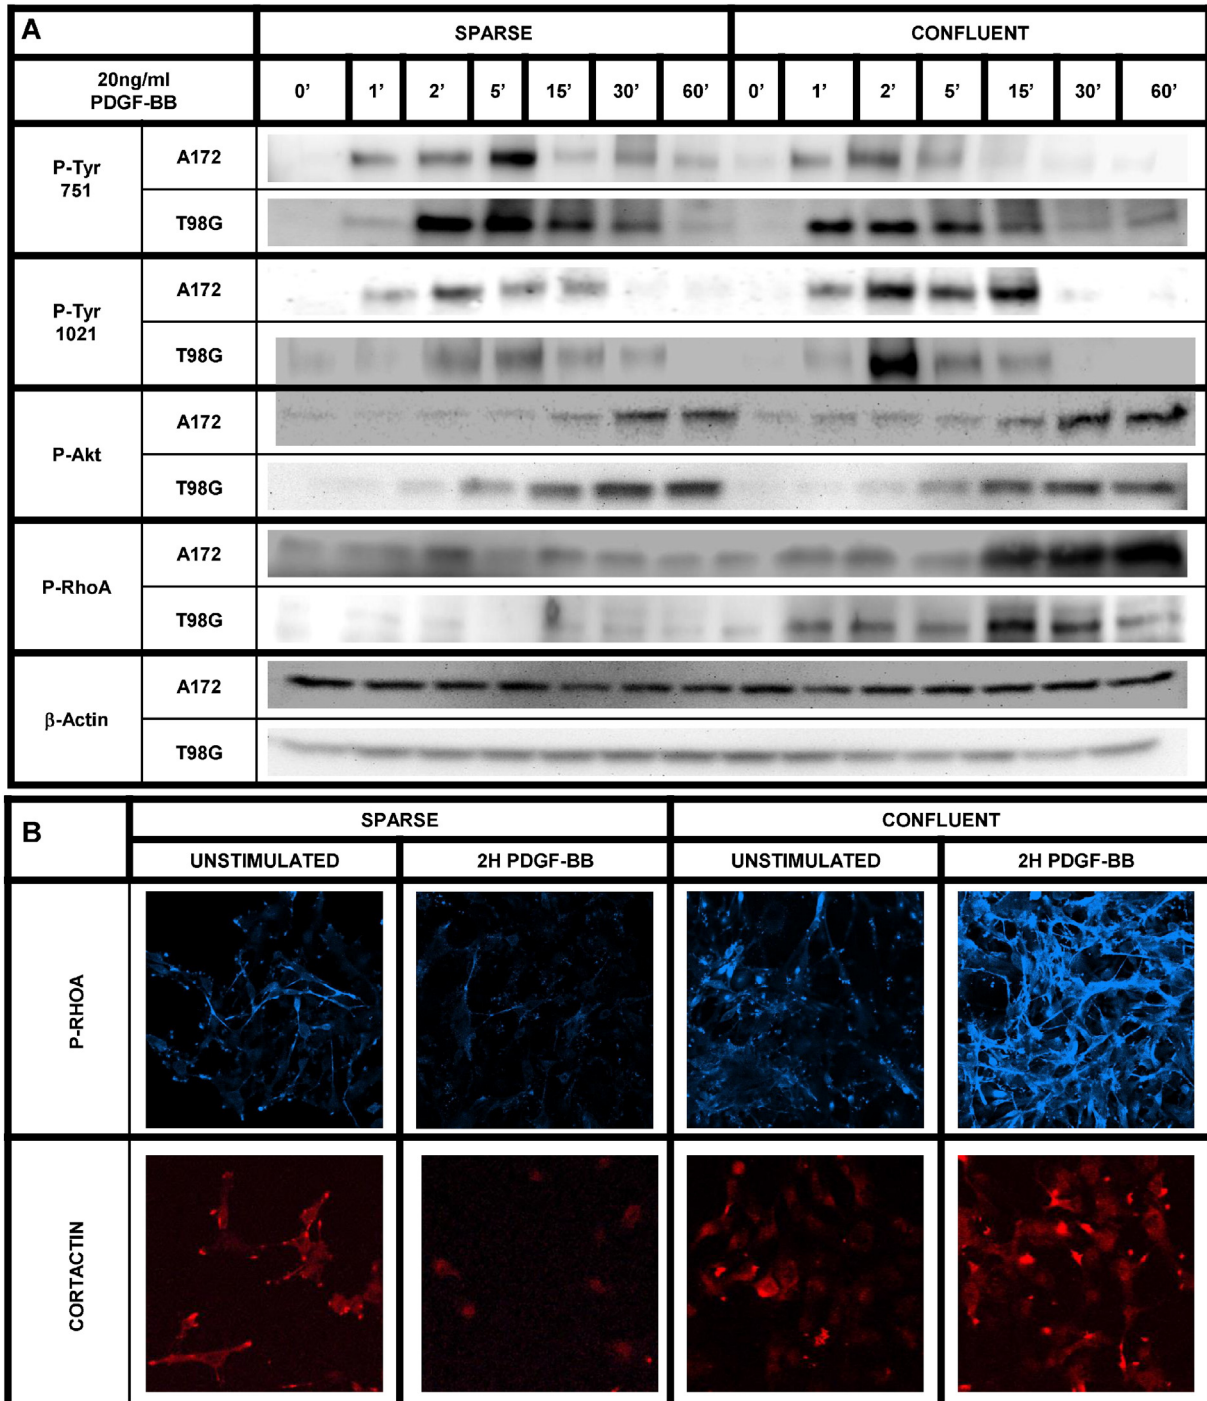 A
SPARSE
CONFLUENT
20ng/ml
PDGF-BB
0’ 1’ 2’ 5’ 15’ 30’ 60’ 0’ 1’ 2’ 5’ 15’ 30’ 60’
P-Tyr
751
A172
T98G
P-Tyr
1021
A172
T98G
P-Akt
A172
T98G
P-RhoA
A172
T98G
β-Actin
A172
T98G
B
SPARSE
CONFLUENT
UNSTIMULATED
2H PDGF-BB
UNSTIMULATED
2H PDGF-BB
P-RHOA
CORTACTIN